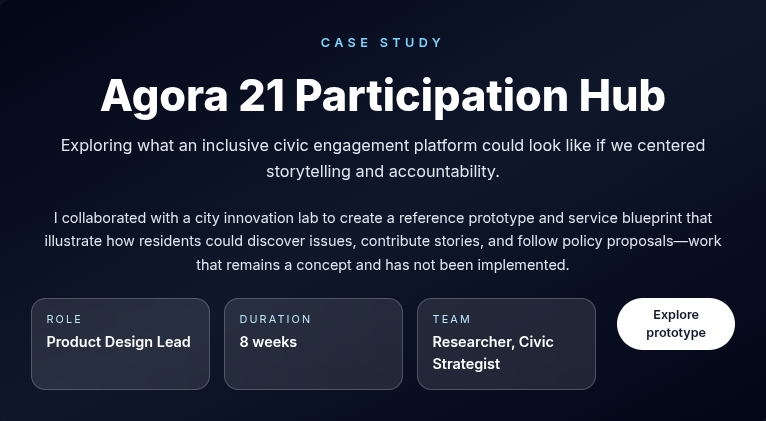 CASE STUDY
Agora 21 Participation Hub
Exploring what an inclusive civic engagement platform could look like if we centered
storytelling and accountability.
I collaborated with a city innovation lab to create a reference prototype and service blueprint that
illustrate how residents could discover issues, contribute stories, and follow policy proposals—work
that remains a concept and has not been implemented.
ROLE
Product Design Lead
DURATION
8 weeks
TEAM
Researcher, Civic
Strategist
Explore
prototype